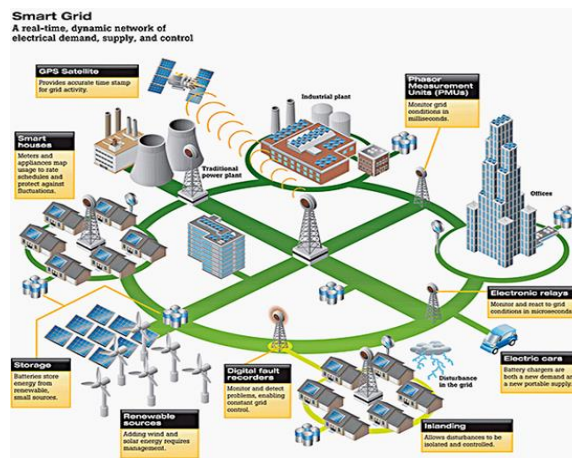 Smart Grid
A real-time, dynamic network of
electrical demand, supply, and control
GPS Satellite
Provides accurate time stamp
for grid activity.
Industrial plant
Phasor
Measurement
Units (PMUs)
Monitor grid
conditions in
milliseconds.
Smart
houses
Meters and
appliances map
usage to rate
schedules and
protect against
fluctuations.
Traditional
power plant
Offices
Electronic relays
Monitor and react to grid
conditions in microseconds.
Storage
Batteries store
energy from
renewable,
small sources.
Renewable
sources
Adding wind and
solar energy requires
management.
Digital fault
recorders
Monitor and detect
problems, enabling
constant grid
control.
Disturbance
in the grid
Electric cars
Battery chargers are
both a new demand and
a new portable supply.
Islanding
Allows disturbances to be
isolated and controlled.